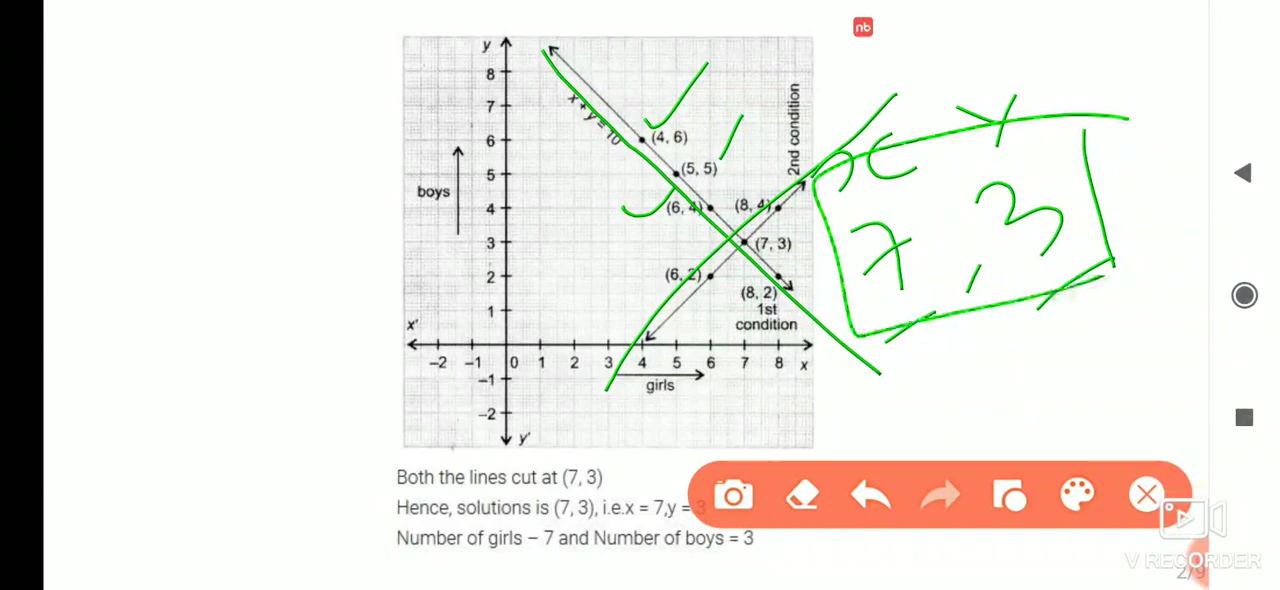 nb
y
8
7
6
5
4
3
2
1
-1
-2
x + y = 10
(4, 6)
(5, 5)
(6, 4)
(8, 4)
(7, 3)
(6, 2)
(8, 2)
1st
condition
2nd condition
boys
x'
-2 -1 0 1 2 3 4 5 6 7 8 x
girls
y'
x y
7, 3
Both the lines cut at (7, 3)
Hence, solutions is (7, 3), i.e.x = 7,y = 3
Number of girls – 7 and Number of boys = 3
V RECORDER
2/9